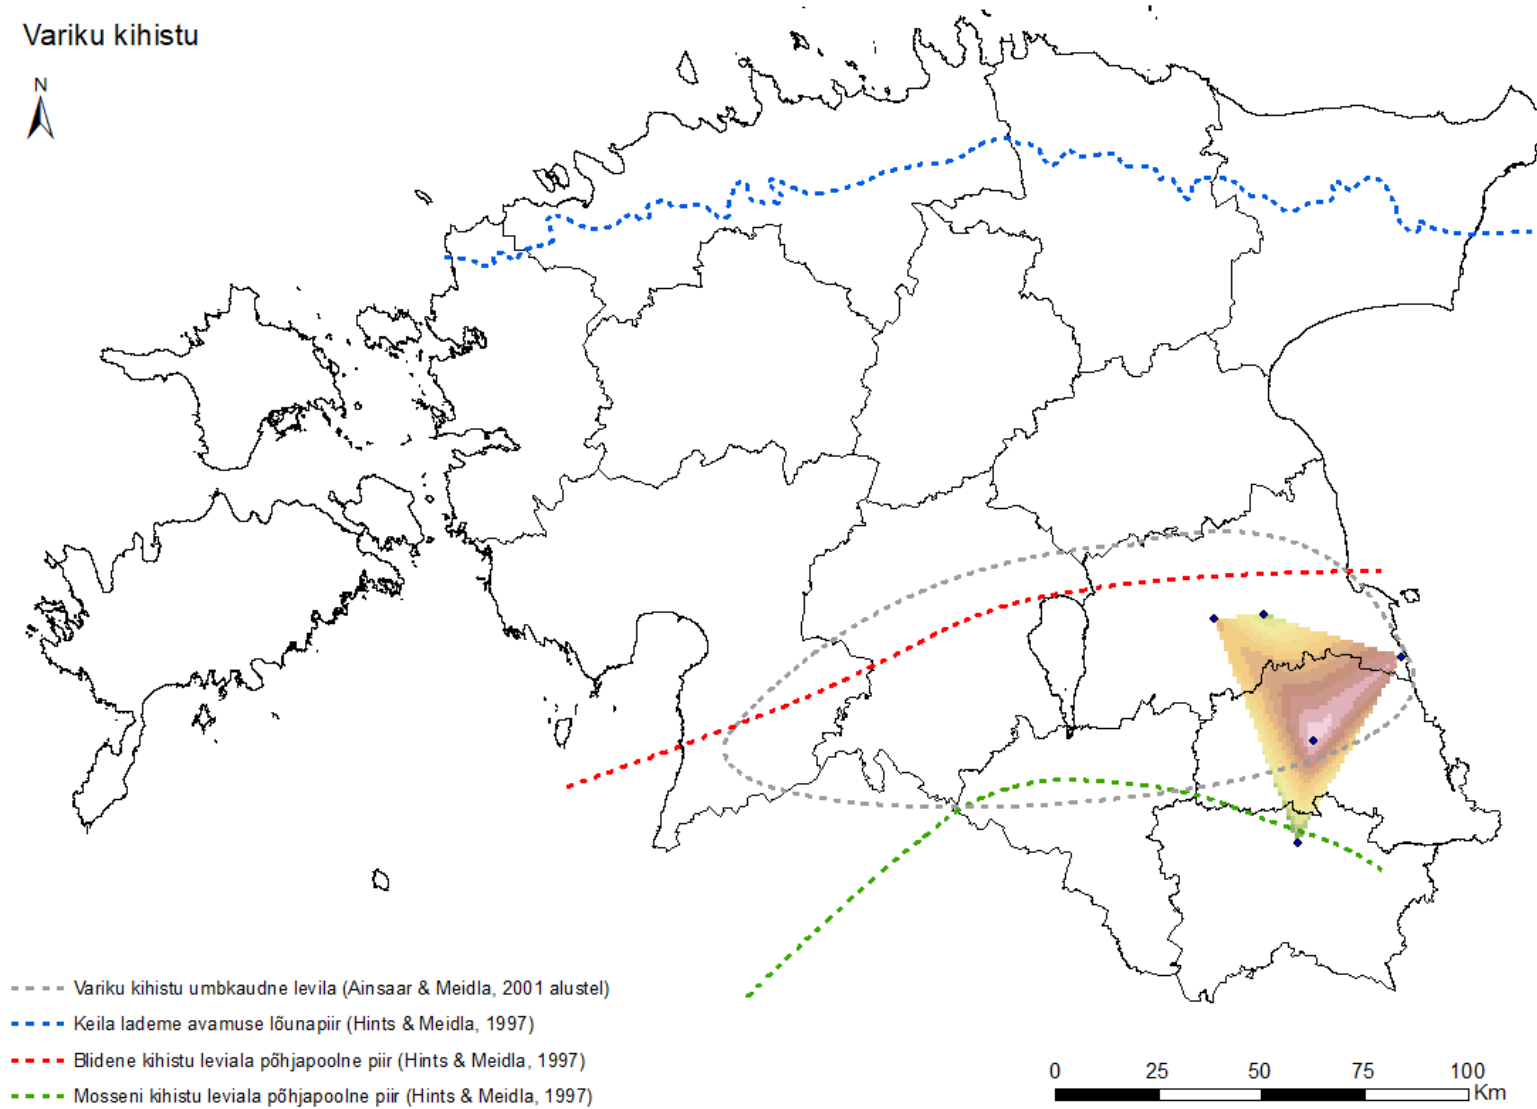 Variku kihistu
N
Variku kihistu umbkaudne levila (Ainsaar & Meidla, 2001 alustel)
Keila lademe avamuse lõunapiir (Hints & Meidla, 1997)
Blidene kihistu leviala põhjapoolne piir (Hints & Meidla, 1997)
Mosseni kihistu leviala põhjapoolne piir (Hints & Meidla, 1997)
0 25 50 75 100
Km